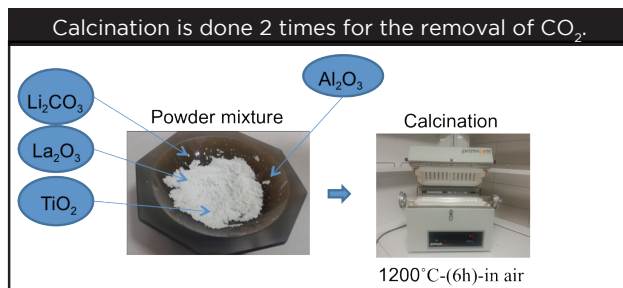 Calcination is done 2 times for the removal of CO₂.
Li₂CO₃
Al₂O₃
Powder mixture
Calcination
La₂O₃
TiO₂
1200°C-(6h)-in air